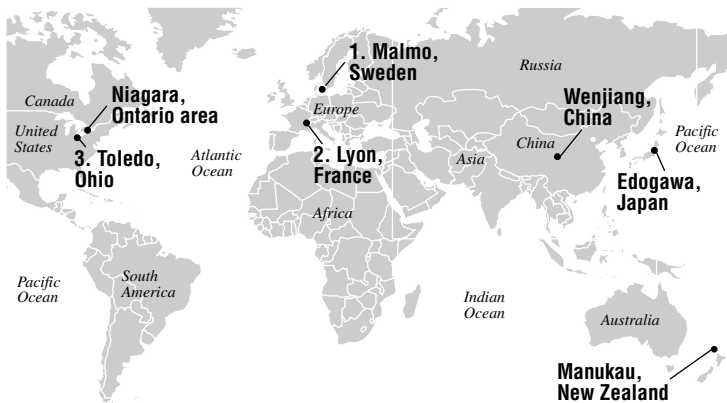 1. Malmo,
Sweden
Russia
Canada
Niagara,
Ontario area
Europe
Wenjiang,
China
United
States
3. Toledo,
Ohio
Atlantic
Ocean
2. Lyon,
France
Asia
China
Pacific
Ocean
Edogawa,
Japan
Africa
Pacific
Ocean
South
America
Indian
Ocean
Australia
Manukau,
New Zealand